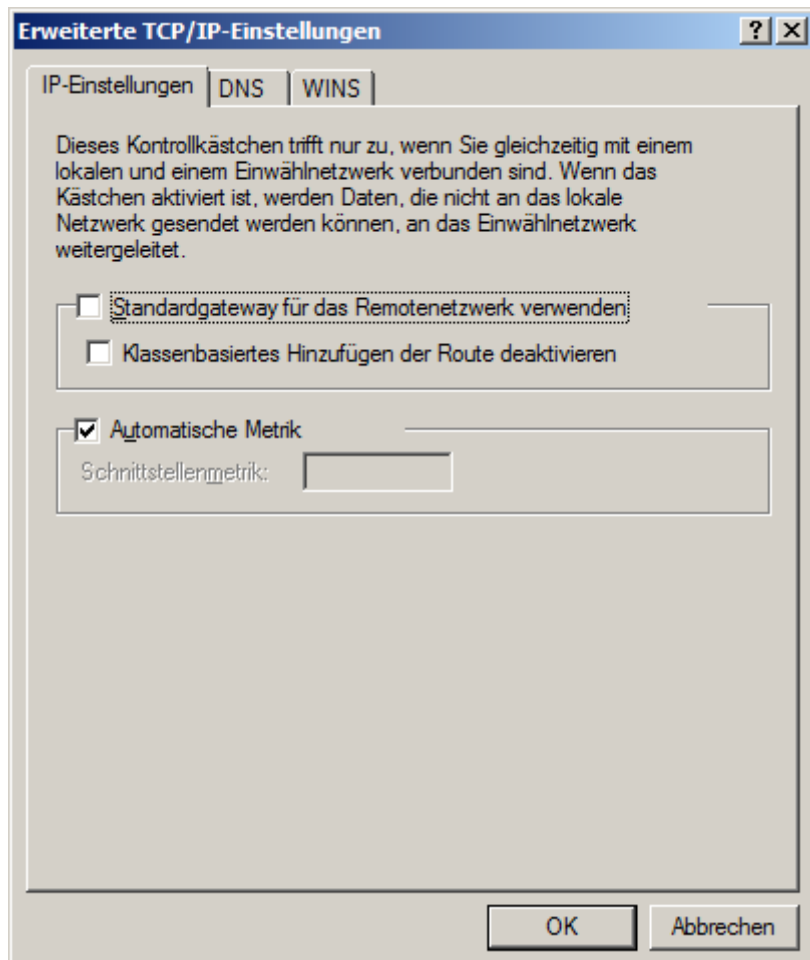 Erweiterte TCP/IP-Einstellungen
IP-Einstellungen DNS WINS
Dieses Kontrollkästchen trifft nur zu, wenn Sie gleichzeitig mit einem
lokalen und einem Einwählnetzwerk verbunden sind. Wenn das
Kästchen aktiviert ist, werden Daten, die nicht an das lokale
Netzwerk gesendet werden können, an das Einwählnetzwerk
weitergeleitet.
Standardgateway für das Remotenetzwerk verwenden
Klassenbasiertes Hinzufügen der Route deaktivieren
Automatische Metrik
Schnittstellenmetrik:
OK Abbrechen